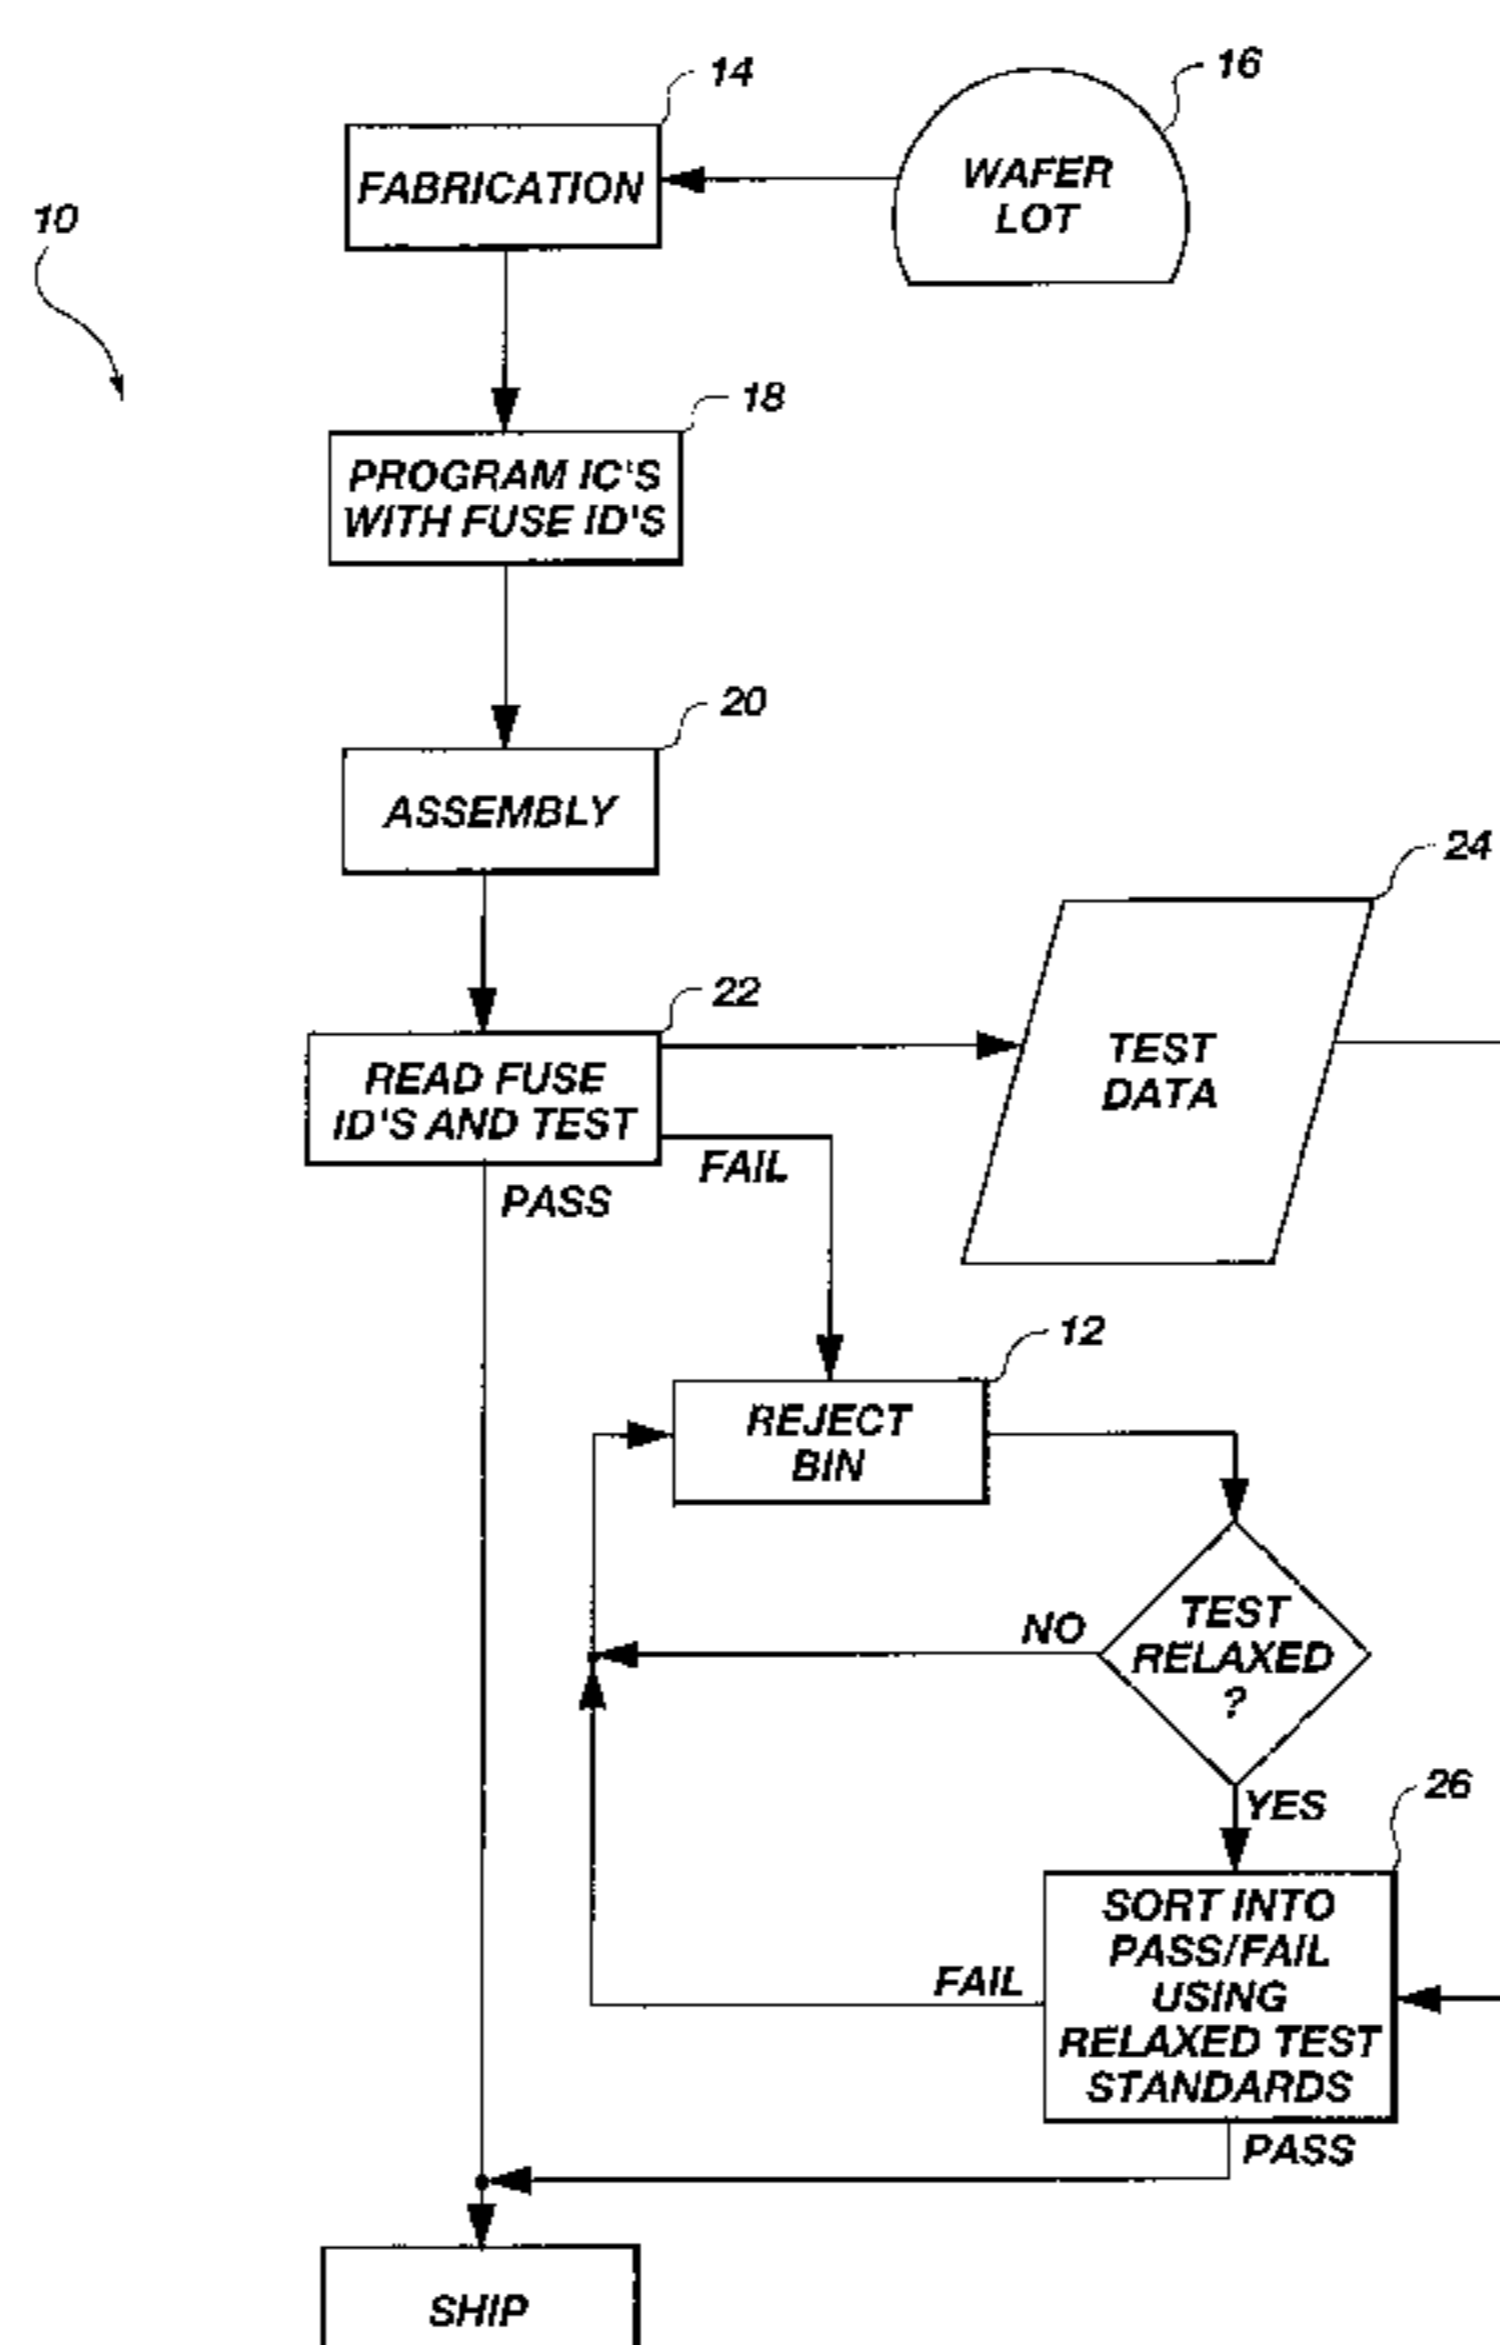 14
16
FABRICATION
WAFER
LOT
10
18
PROGRAM IC'S
WITH FUSE ID'S
20
ASSEMBLY
24
22
READ FUSE
ID'S AND TEST
TEST
DATA
FAIL
PASS
12
REJECT
BIN
NO
TEST
RELAXED
?
YES
26
SORT INTO
PASS/FAIL
USING
RELAXED TEST
STANDARDS
FAIL
PASS
SHIP